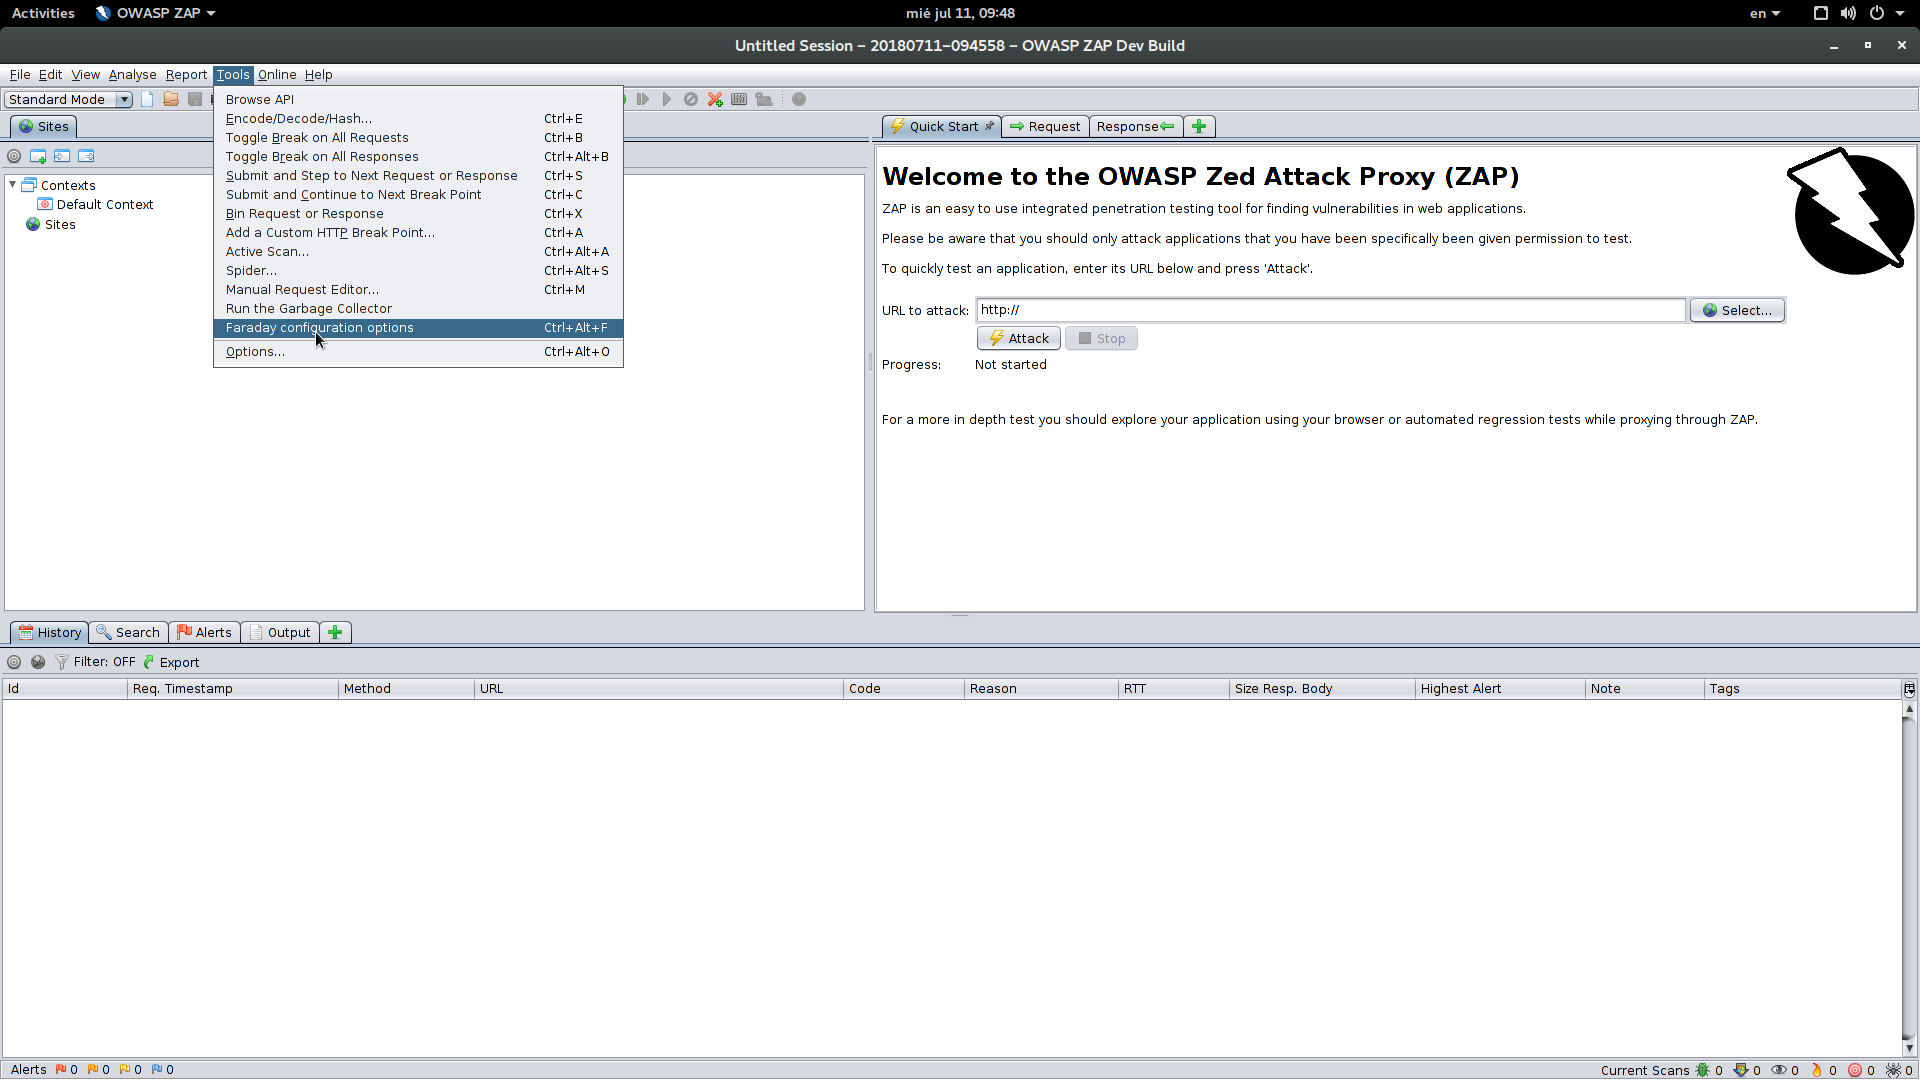 Activities OWASP ZAP mié jul 11, 09:48 en
Untitled Session – 20180711–094558 – OWASP ZAP Dev Build
File Edit View Analyse Report Tools Online Help
Standard Mode
Browse API
Encode/Decode/Hash... Ctrl+E
Toggle Break on All Requests Ctrl+B
Toggle Break on All Responses Ctrl+Alt+B
Submit and Step to Next Request or Response Ctrl+S
Submit and Continue to Next Break Point Ctrl+C
Bin Request or Response Ctrl+X
Add a Custom HTTP Break Point... Ctrl+A
Active Scan... Ctrl+Alt+A
Spider... Ctrl+Alt+S
Manual Request Editor... Ctrl+M
Run the Garbage Collector
Faraday configuration options Ctrl+Alt+F
Options... Ctrl+Alt+O
Sites
Contexts
Default Context
Sites
Quick Start Request Response
Welcome to the OWASP Zed Attack Proxy (ZAP)
ZAP is an easy to use integrated penetration testing tool for finding vulnerabilities in web applications.
Please be aware that you should only attack applications that you have been specifically been given permission to test.
To quickly test an application, enter its URL below and press 'Attack'.
URL to attack: http:// Select...
Attack Stop
Progress: Not started
For a more in depth test you should explore your application using your browser or automated regression tests while proxying through ZAP.
History Search Alerts Output
Filter: OFF Export
Id Req. Timestamp Method URL Code Reason RTT Size Resp. Body Highest Alert Note Tags
Alerts 0 0 0 0 Current Scans 0 0 0 0 0 0